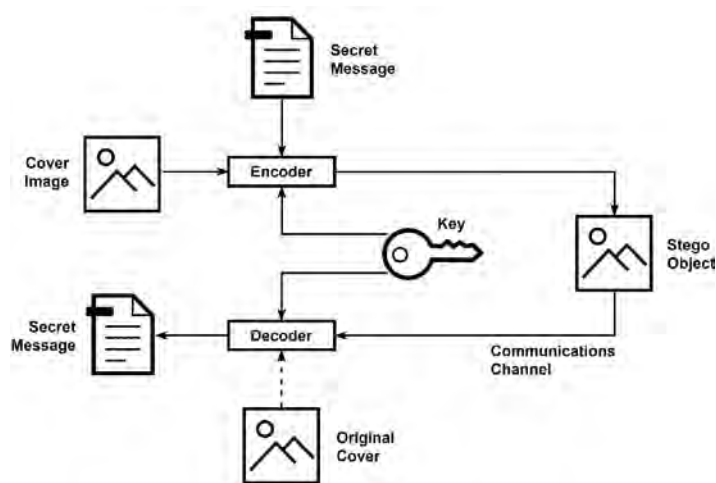 Secret
Message
Cover
Image
Encoder
Key
Stego
Object
Secret
Message
Decoder
Communications
Channel
Original
Cover